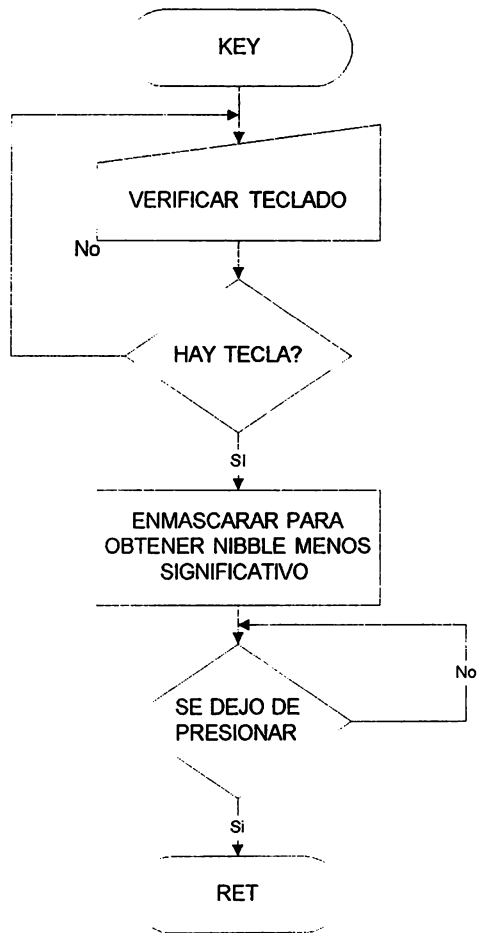 KEY
VERIFICAR TECLADO
No
HAY TECLA?
SI
ENMASCARAR PARA
OBTENER NIBBLE MENOS
SIGNIFICATIVO
No
SE DEJO DE
PRESIONAR
Si
RET